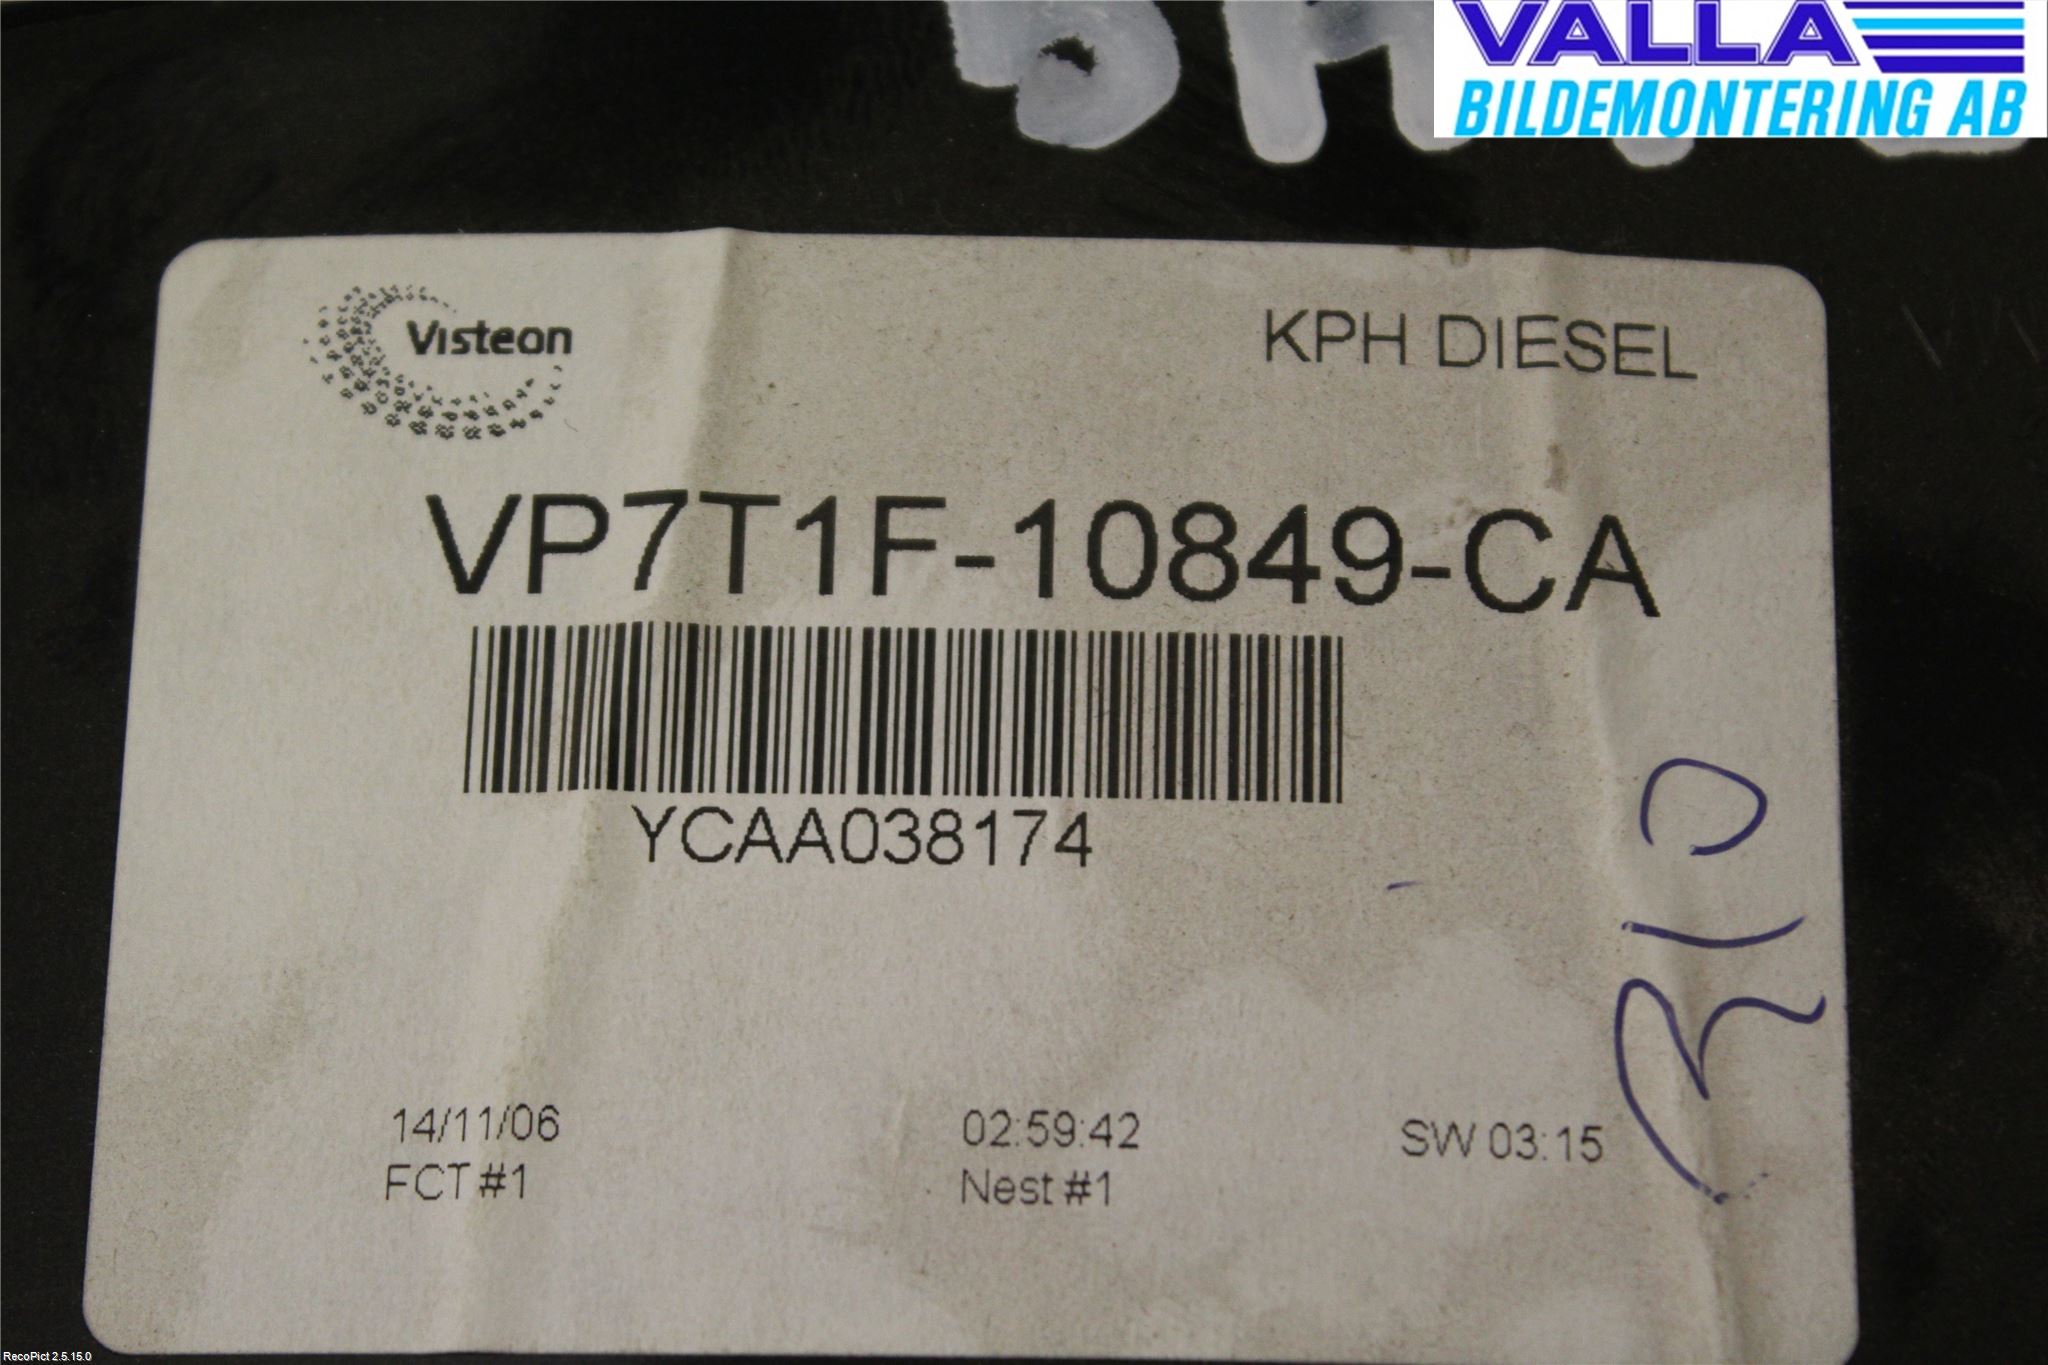 VALLA
BILDEMONTERING AB
Visteon
KPH DIESEL
VP7T1F-10849-CA
YCAA038174
R10
14/11/06
02:59:42
SW 03:15
FCT #1
Nest #1
RecoPict 2.5.15.0